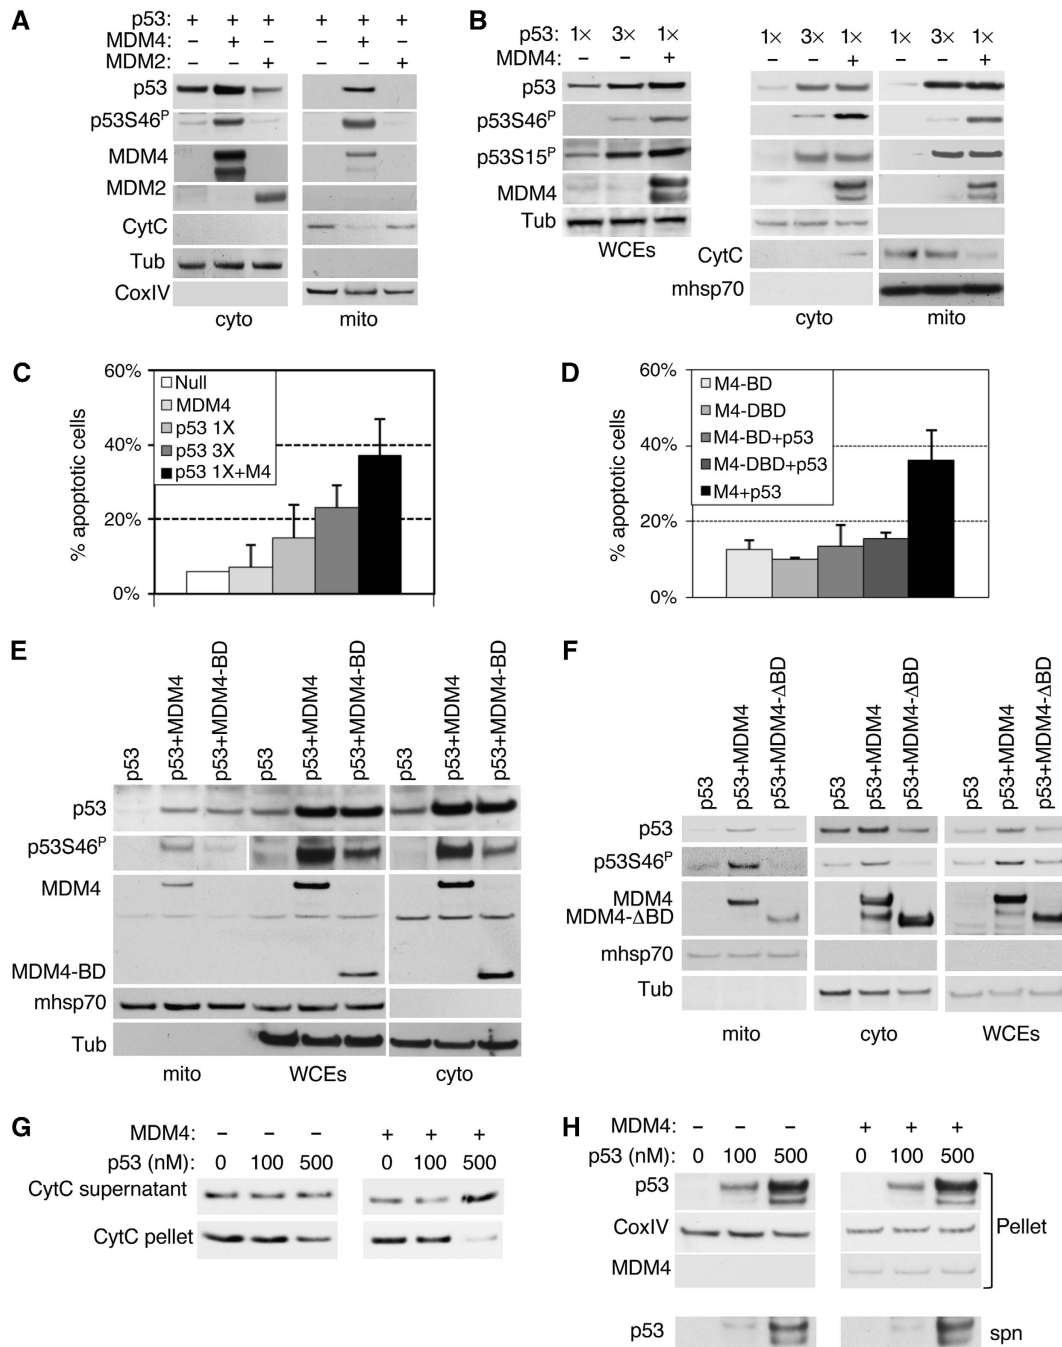 A
p53: + + + + + +
MDM4: − + − − + −
MDM2: − − + − − +
p53
p53S46P
MDM4
MDM2
CytC
Tub
CoxIV
cyto mito
B
p53: 1× 3× 1× 1× 3× 1× 1× 3× 1×
MDM4: − − + − − + − − +
p53
p53S46P
p53S15P
MDM4
Tub
WCEs
CytC
mhsp70
cyto mito
C
60%
40%
20%
0%
% apoptotic cells
Null
MDM4
p53 1X
p53 3X
p53 1X+M4
D
60%
40%
20%
0%
% apoptotic cells
M4-BD
M4-DBD
M4-BD+p53
M4-DBD+p53
M4+p53
E
p53 p53+MDM4 p53+MDM4-BD p53 p53+MDM4 p53+MDM4-BD p53 p53+MDM4 p53+MDM4-BD
p53
p53S46P
MDM4
MDM4-BD
mhsp70
Tub
mito WCEs cyto
F
p53 p53+MDM4 p53+MDM4-ΔBD p53 p53+MDM4 p53+MDM4-ΔBD p53 p53+MDM4 p53+MDM4-ΔBD
p53
p53S46P
MDM4
MDM4-ΔBD
mhsp70
Tub
mito cyto WCEs
G
MDM4: − − − + + +
p53 (nM): 0 100 500 0 100 500
CytC supernatant
CytC pellet
H
MDM4: − − − + + +
p53 (nM): 0 100 500 0 100 500
p53
CoxIV
MDM4
Pellet
p53
spn